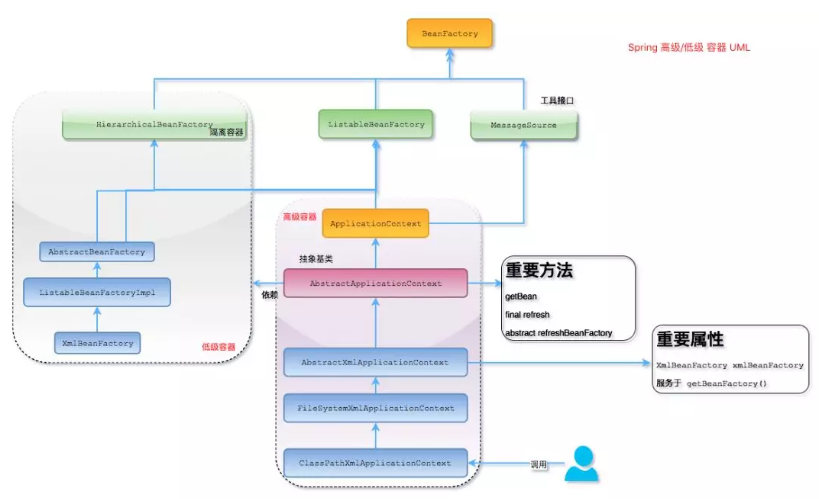 BeanFactory
Spring 高级/低级 容器 UML
工具接口
HierarchicalBeanFactory
隔离容器
ListableBeanFactory
MessageSource
高级容器
ApplicationContext
AbstractBeanFactory
抽象基类
重要方法
AbstractApplicationContext
依赖
ListableBeanFactoryImpl
getBean
final refresh
abstract refreshBeanFactory
XmlBeanFactory
低级容器
重要属性
AbstractXmlApplicationContext
XmlBeanFactory xmlBeanFactory
服务于 getBeanFactory()
FileSystemXmlApplicationContext
ClassPathXmlApplicationContext
调用